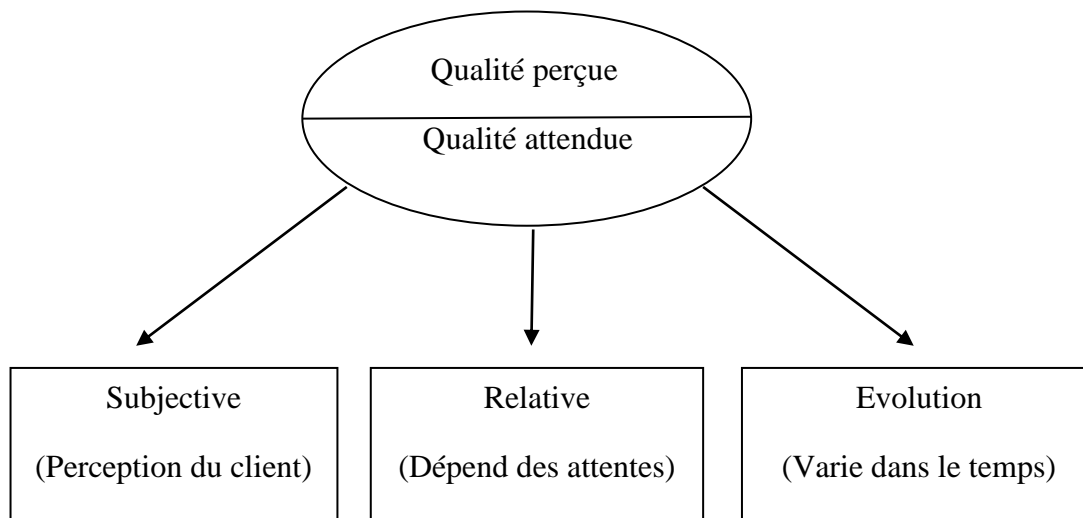 Qualité perçue
Qualité attendue
Subjective
(Perception du client)
Relative
(Dépend des attentes)
Evolution
(Varie dans le temps)